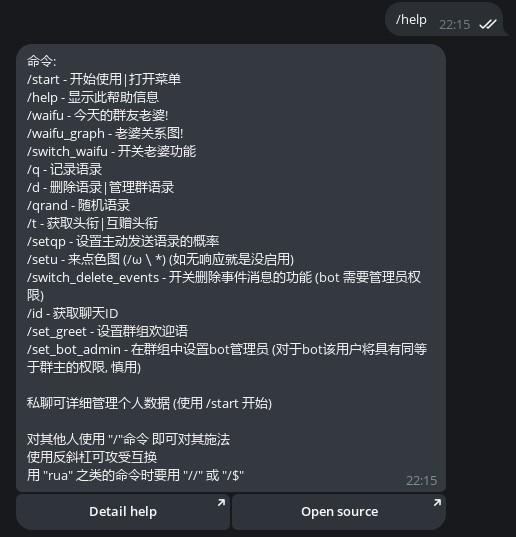 /help 22:15
命令:
/start - 开始使用|打开菜单
/help - 显示此帮助信息
/waifu - 今天的群友老婆!
/waifu_graph - 老婆关系图!
/switch_waifu - 开关老婆功能
/q - 记录语录
/d - 删除语录|管理群语录
/qrand - 随机语录
/t - 获取头衔|互赠头衔
/setqp - 设置主动发送语录的概率
/setu - 来点色图 (/ω \ *) (如无响应就是没启用)
/switch_delete_events - 开关删除事件消息的功能 (bot 需要管理员权
限)
/id - 获取聊天ID
/set_greet - 设置群组欢迎语
/set_bot_admin - 在群组中设置bot管理员 (对于bot该用户将具有同等
于群主的权限, 慎用)
私聊可详细管理个人数据 (使用 /start 开始)
对其他人使用 "/"命令 即可对其施法
使用反斜杠可攻受互换
用 "rua" 之类的命令时要用 "//" 或 "/$"
22:15
Detail help
Open source